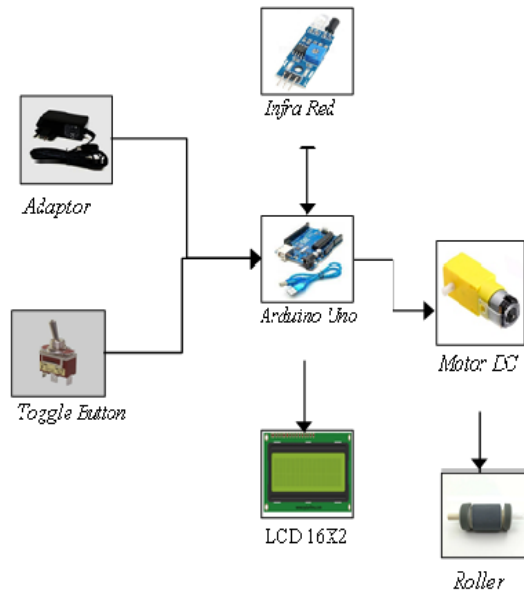 Infra Red
Adaptor
Arduino Uno
Motor DC
Toggle Button
LCD 16X2
Roller